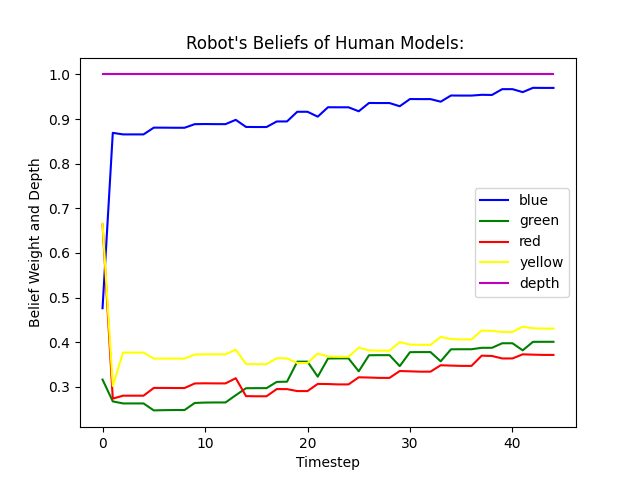 Robot's Beliefs of Human Models:
1.0
0.9
0.8
0.7
0.6
0.5
0.4
0.3
Belief Weight and Depth
blue
green
red
yellow
depth
0 10 20 30 40
Timestep